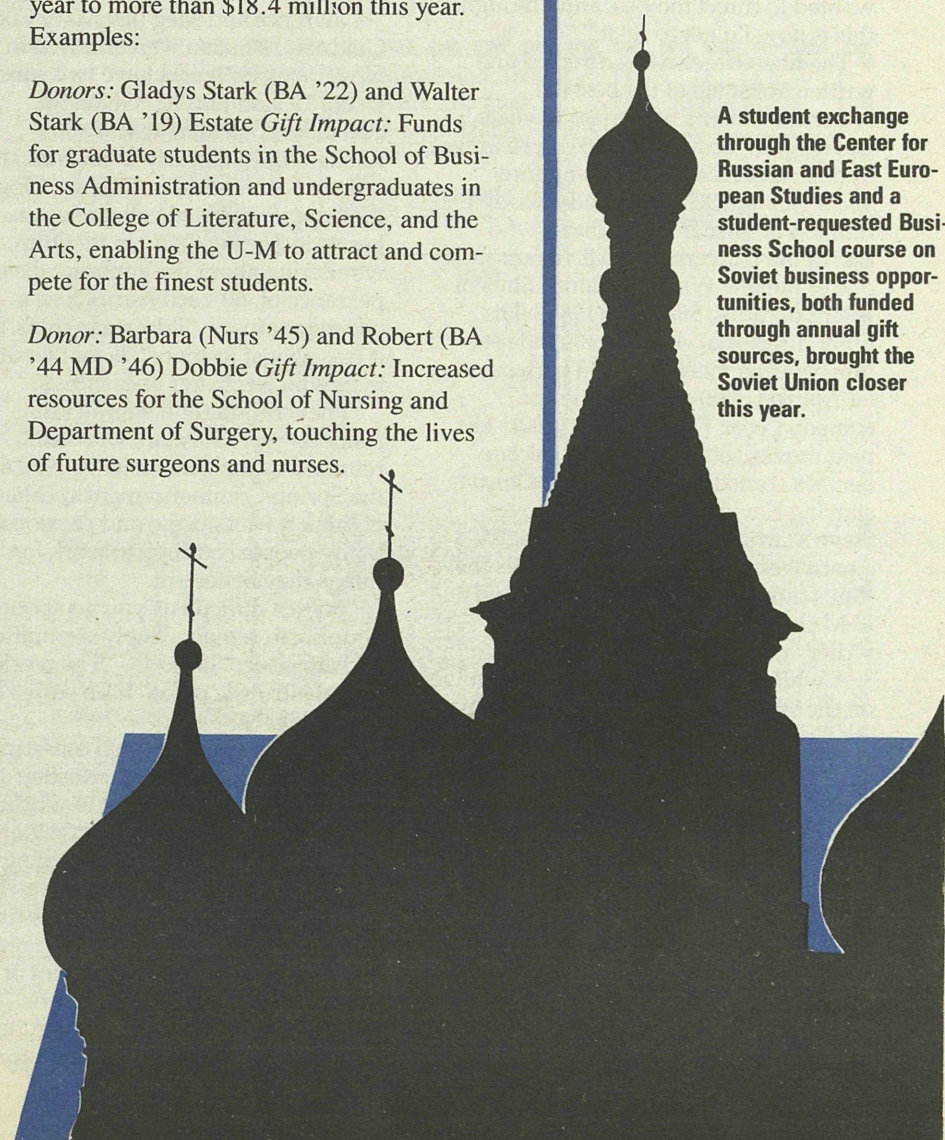 year to more than $18.4 million this year.
Examples:
Donors: Gladys Stark (BA ’22) and Walter
Stark (BA ’19) Estate Gift Impact: Funds
for graduate students in the School of Busi-
ness Administration and undergraduates in
the College of Literature, Science, and the
Arts, enabling the U-M to attract and com-
pete for the finest students.
Donor: Barbara (Nurs ’45) and Robert (BA
’44 MD ’46) Dobbie Gift Impact: Increased
resources for the School of Nursing and
Department of Surgery, touching the lives
of future surgeons and nurses.
A student exchange
through the Center for
Russian and East Euro-
pean Studies and a
student-requested Busi-
ness School course on
Soviet business oppor-
tunities, both funded
through annual gift
sources, brought the
Soviet Union closer
this year.